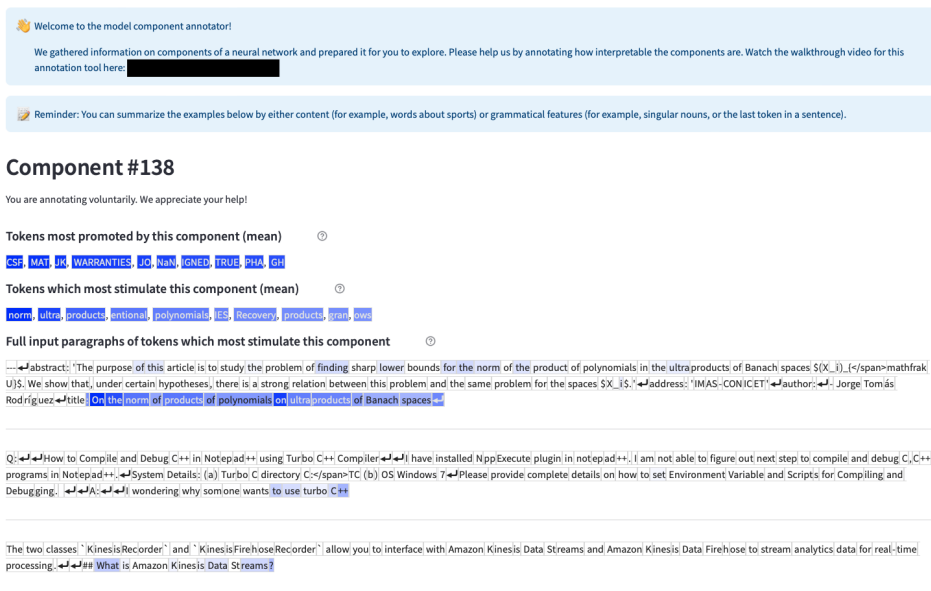 👋 Welcome to the model component annotator!
We gathered information on components of a neural network and prepared it for you to explore. Please help us by annotating how interpretable the components are. Watch the walkthrough video for this
annotation tool here:
📝 Reminder: You can summarize the examples below by either content (for example, words about sports) or grammatical features (for example, singular nouns, or the last token in a sentence).
Component #138
You are annotating voluntarily. We appreciate your help!
Tokens most promoted by this component (mean) ?
CSF, MAT, JK, WARRANTIES, JO, NaN, IGNED, TRUE, PHA, GH
Tokens which most stimulate this component (mean) ?
norm, ultra, products, entional, polynomials, IES, Recovery, products, gran, ows
Full input paragraphs of tokens which most stimulate this component ?
---↵abstract: 'The purpose of this article is to study the problem of finding sharp lower bounds for the norm of the product of polynomials in the ultraproducts of Banach spaces $(X_i)_(</span>mathfrak
U)$. We show that, under certain hypotheses, there is a strong relation between this problem and the same problem for the spaces $X_i$.'↵address: 'IMAS-CONICET'↵author:↵- Jorge Tomás
Rodríguez↵title: On the norm of products of polynomials on ultraproducts of Banach spaces↵
Q:↵↵How to Compile and Debug C++ in Notepad++ using Turbo C++ Compiler↵↵I have installed NppExecute plugin in notepad++. I am not able to figure out next step to compile and debug C,C++
programs in Notepad++.↵System Details: (a) Turbo C directory C:</span>TC (b) OS Windows 7↵Please provide complete details on how to set Environment Variable and Scripts for Compiling and
Debugging. ↵↵A:↵↵I wondering why somone wants to use turbo C++
The two classes `KinesisRecorder` and `KinesisFirehoseRecorder` allow you to interface with Amazon Kinesis Data Streams and Amazon Kinesis Data Firehose to stream analytics data for real-time
processing.↵↵## What is Amazon Kinesis Data Streams?